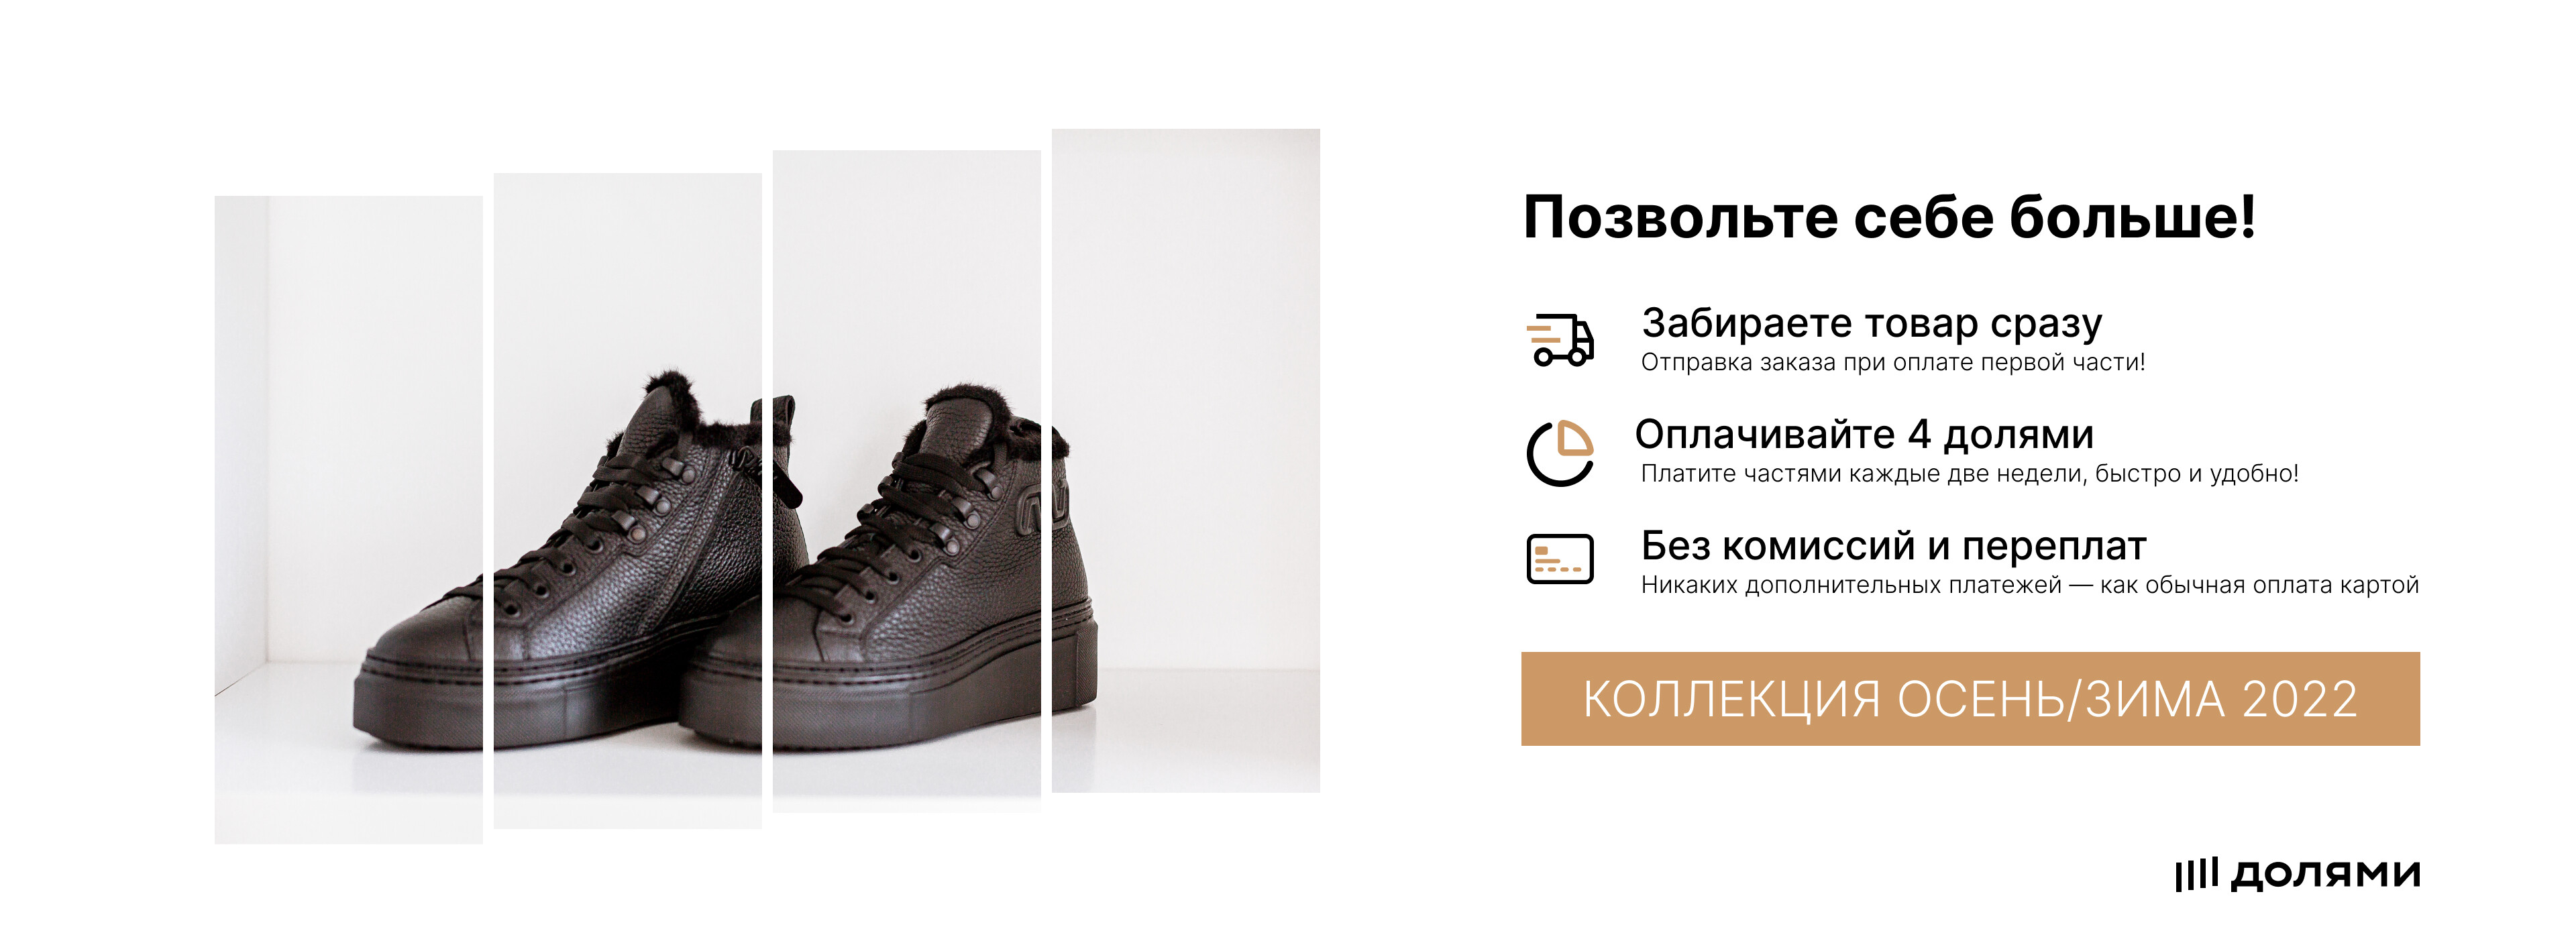 Позвольте себе больше!
Забираете товар сразу
Отправка заказа при оплате первой части!
Оплачивайте 4 долями
Платите частями каждые две недели, быстро и удобно!
Без комиссий и переплат
Никаких дополнительных платежей — как обычная оплата картой
КОЛЛЕКЦИЯ ОСЕНЬ/ЗИМА 2022
долями